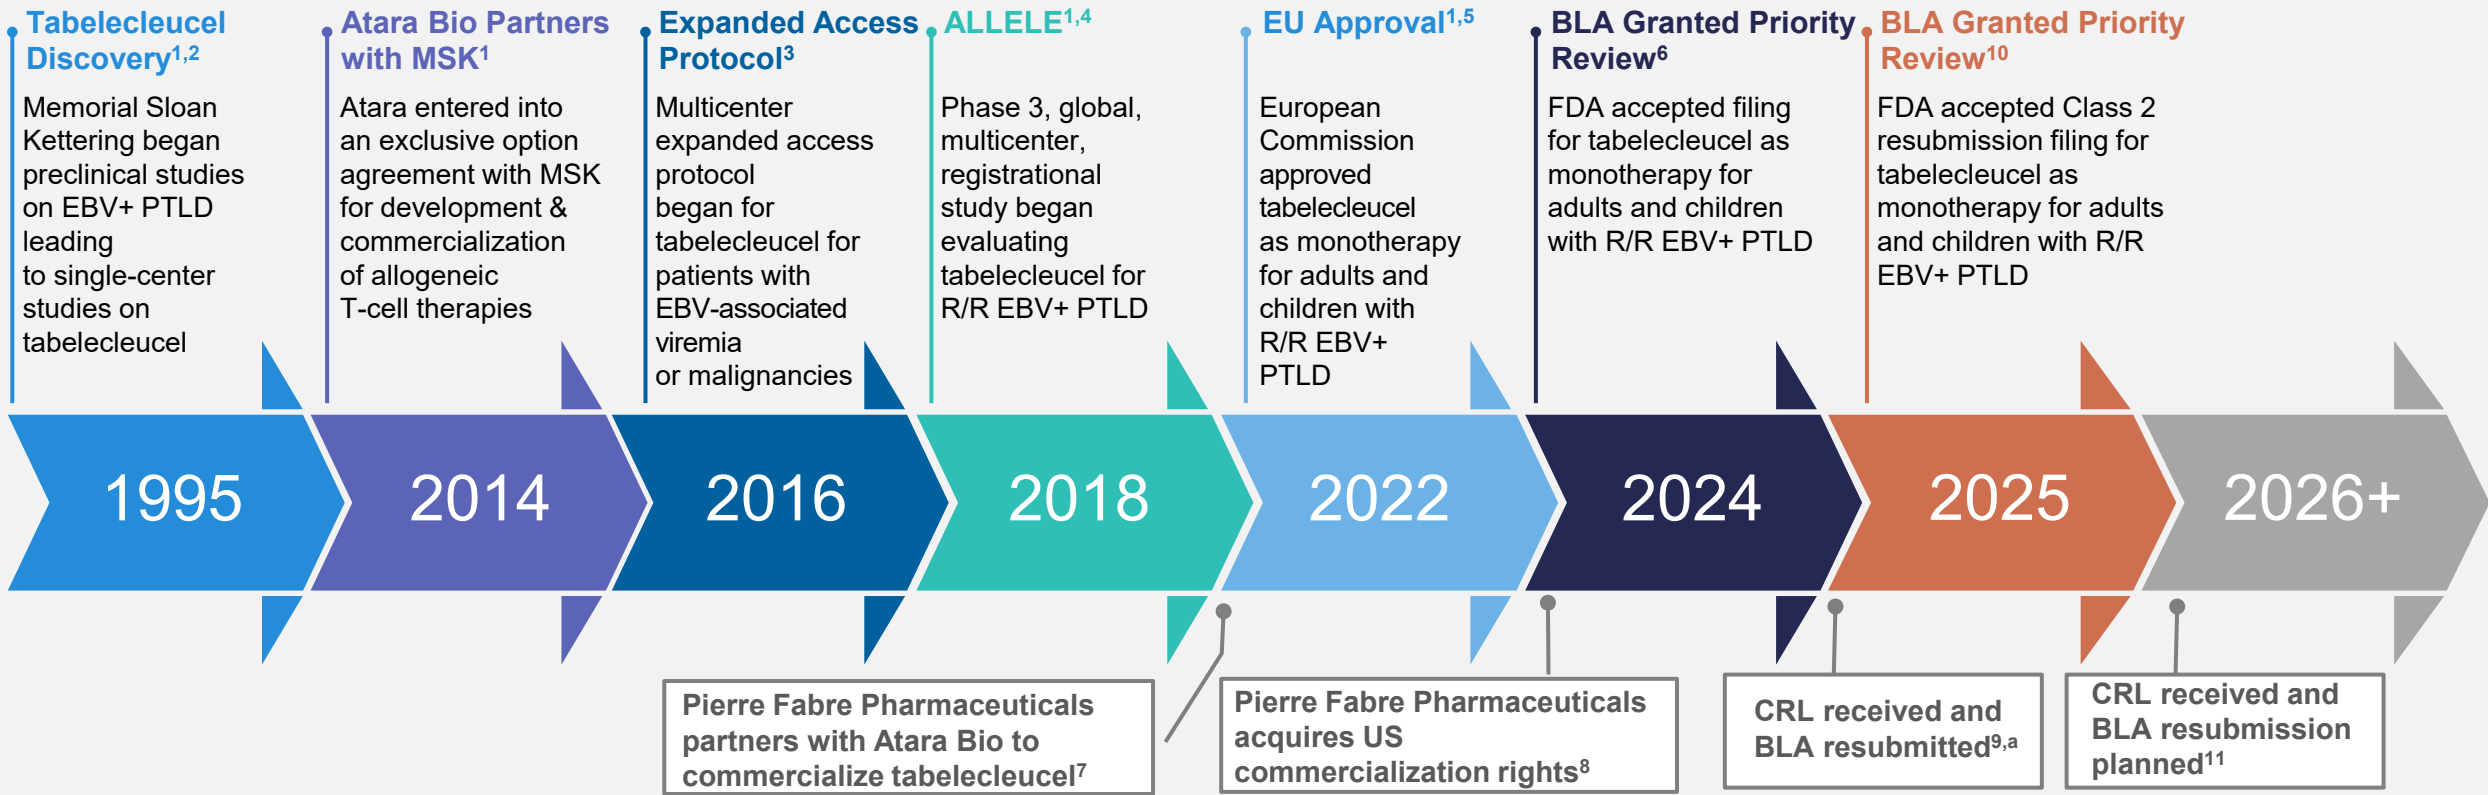 Tabelecleucel
Discovery1,2
Memorial Sloan
Kettering began
preclinical studies
on EBV+ PTLD
leading
to single-center
studies on
tabelecleucel
Atara Bio Partners
with MSK1
Atara entered into
an exclusive option
agreement with MSK
for development &
commercialization
of allogeneic
T-cell therapies
Expanded Access
Protocol3
Multicenter
expanded access
protocol
began for
tabelecleucel for
patients with
EBV-associated
viremia
or malignancies
ALLELE1,4
Phase 3, global,
multicenter,
registrational
study began
evaluating
tabelecleucel for
R/R EBV+ PTLD
EU Approval1,5
European
Commission
approved
tabelecleucel
as monotherapy
for adults and
children with
R/R EBV+
PTLD
BLA Granted Priority
Review6
FDA accepted filing
for tabelecleucel as
monotherapy for
adults and children
with R/R EBV+ PTLD
BLA Granted Priority
Review10
FDA accepted Class 2
resubmission filing for
tabelecleucel as
monotherapy for adults
and children with R/R
EBV+ PTLD
1995
2014
2016
2018
2022
2024
2025
2026+
Pierre Fabre Pharmaceuticals
partners with Atara Bio to
commercialize tabelecleucel7
Pierre Fabre Pharmaceuticals
acquires US
commercialization rights8
CRL received and
BLA resubmitted9,a
CRL received and
BLA resubmission
planned11